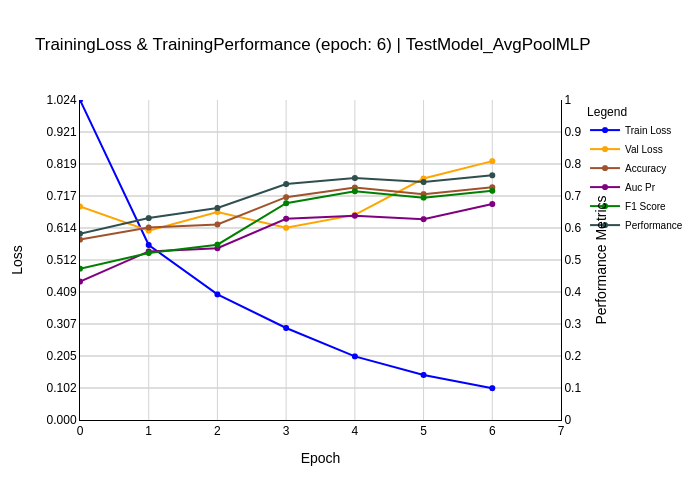 TrainingLoss & TrainingPerformance (epoch: 6) | TestModel_AvgPoolMLP
1.024
0.921
0.819
0.717
0.614
0.512
0.409
0.307
0.205
0.102
0.000
Loss
0 1 2 3 4 5 6 7
Epoch
1
0.9
0.8
0.7
0.6
0.5
0.4
0.3
0.2
0.1
0
Performance Metrics
Legend
Train Loss
Val Loss
Accuracy
Auc Pr
F1 Score
Performance